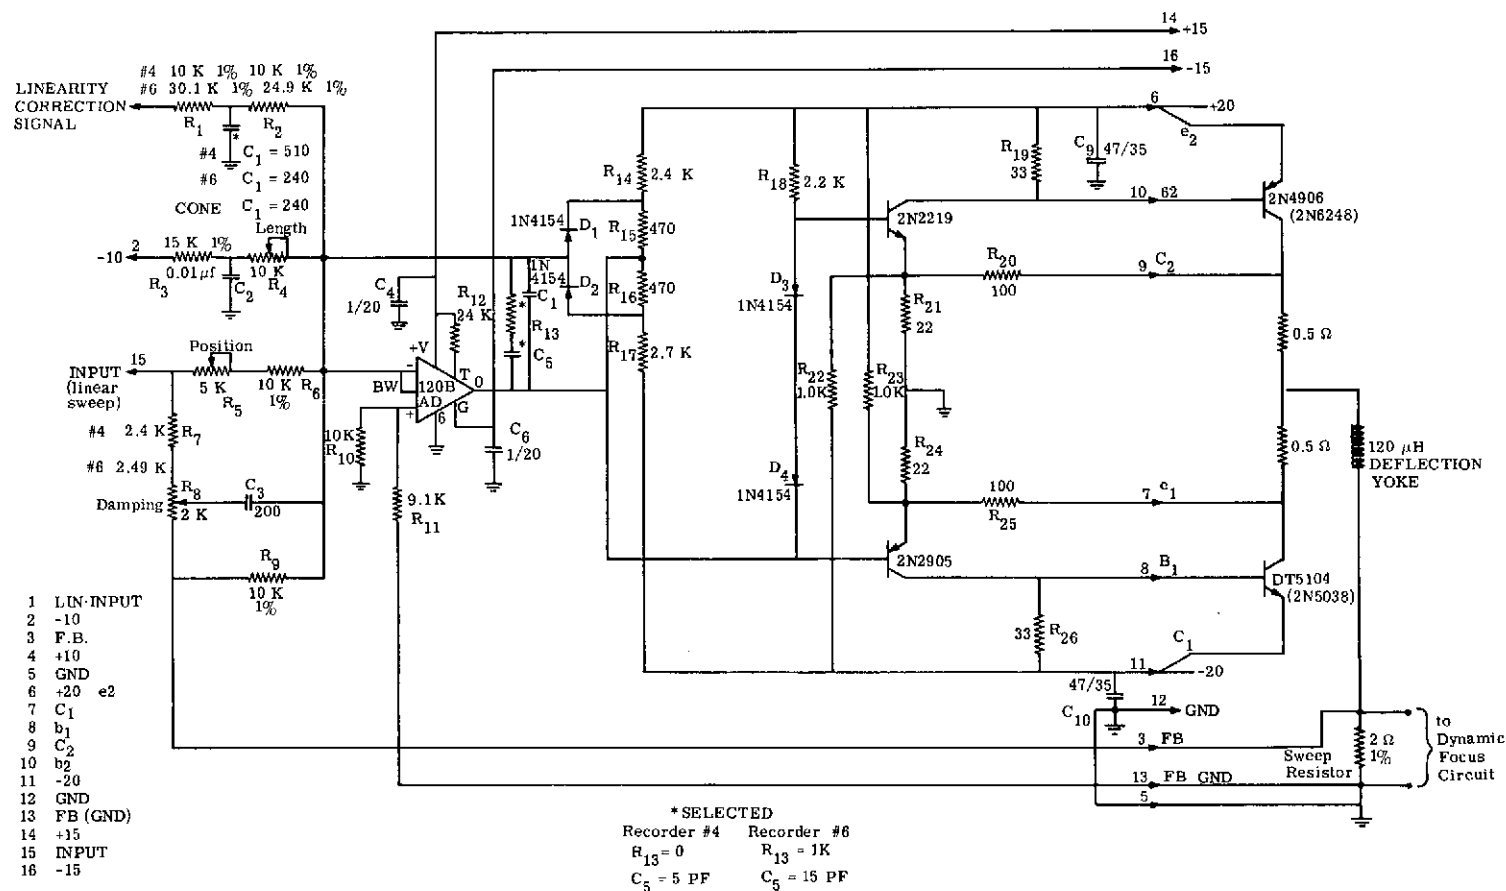 14
+15
16
-15
#4 10 K 1% 10 K 1%
#6 30.1 K 1% 24.9 K 1%
LINEARITY
CORRECTION
SIGNAL
R1
R2
*
#4 C1 = 510
#6 C1 = 240
CONE C1 = 240
Length
-10
2
15 K 1%
0.01 μf
10 K
R3
C2
R4
Position
INPUT
(linear
sweep)
15
5 K
R5
10 K
1%
R6
#4 2.4 K R7
#6 2.49 K
R8
Damping
2 K
C3
200
R9
10 K
1%
C4
1/20
R12
24 K
+V
-
BW
120B
AD
+
T
0
G
6
10K
R10
9.1K
R11
C6
1/20
*
R13
*
C5
C1
1N4154
D1
1N
4154
D2
R14
2.4 K
R15
470
R16
470
R17
2.7 K
R18
2.2 K
D3
1N4154
D4
1N4154
R22
1.0K
R23
1.0K
2N2219
R19
33
C9
47/35
6
+20
e2
10
62
2N4906
(2N6248)
R20
100
9
C2
R21
22
R24
22
0.5 Ω
0.5 Ω
120 μH
DEFLECTION
YOKE
100
R25
7
e1
2N2905
8
B1
DT5104
(2N5038)
33
R26
C1
11
-20
47/35
C10
12
GND
3 FB
Sweep
Resistor
2 Ω
1%
to
Dynamic
Focus
Circuit
13 FB GND
5
1 LIN-INPUT
2 -10
3 F.B.
4 +10
5 GND
6 +20 e2
7 C1
8 b1
9 C2
10 b2
11 -20
12 GND
13 FB (GND)
14 +15
15 INPUT
16 -15
*SELECTED
Recorder #4 Recorder #6
R13 = 0 R13 = 1K
C5 = 5 PF C5 = 15 PF